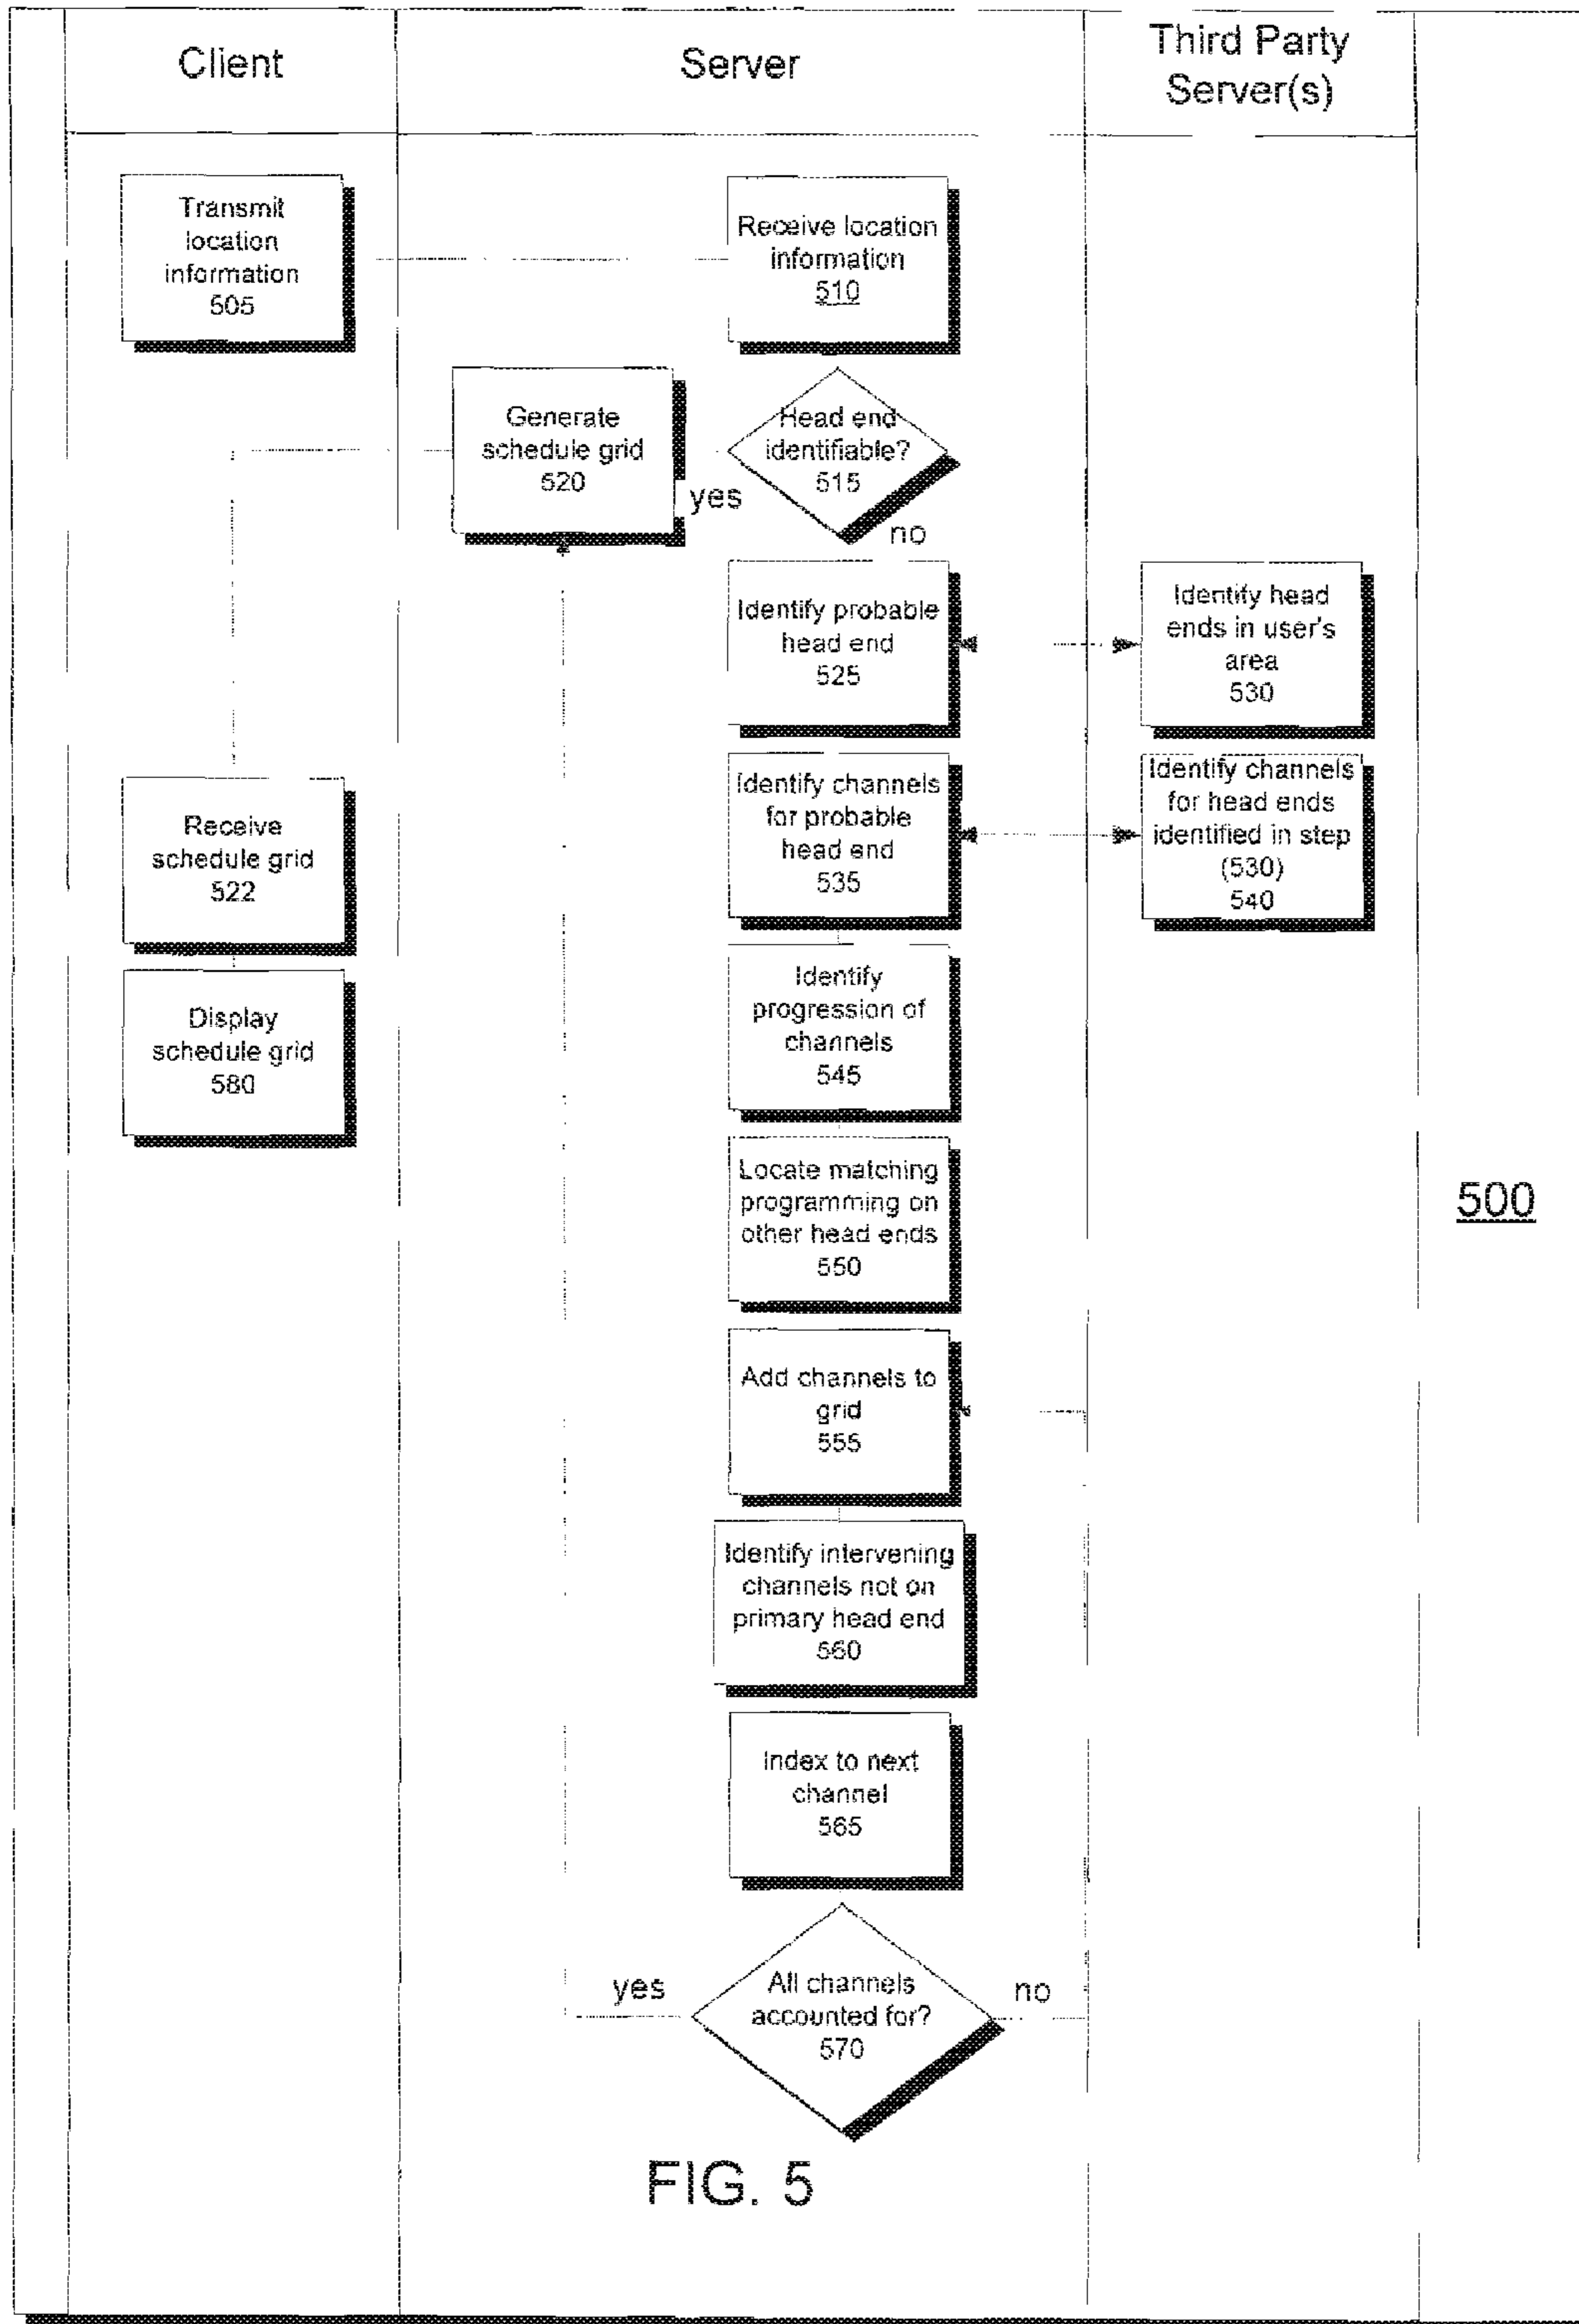 Client
Server
Third Party
Server(s)
Transmit
location
information
505
Receive location
information
510
Generate
schedule grid
520
yes
Head end
identifiable?
515
no
Identify probable
head end
525
Identify head
ends in user's
area
530
Identify channels
for probable
head end
535
Identify channels
for head ends
identified in step
(530)
540
Receive
schedule grid
522
Display
schedule grid
580
Identify
progression of
channels
545
Locate matching
programming on
other head ends
550
500
Add channels to
grid
555
Identify intervening
channels not on
primary head end
560
Index to next
channel
565
yes
All channels
accounted for?
570
no
FIG. 5